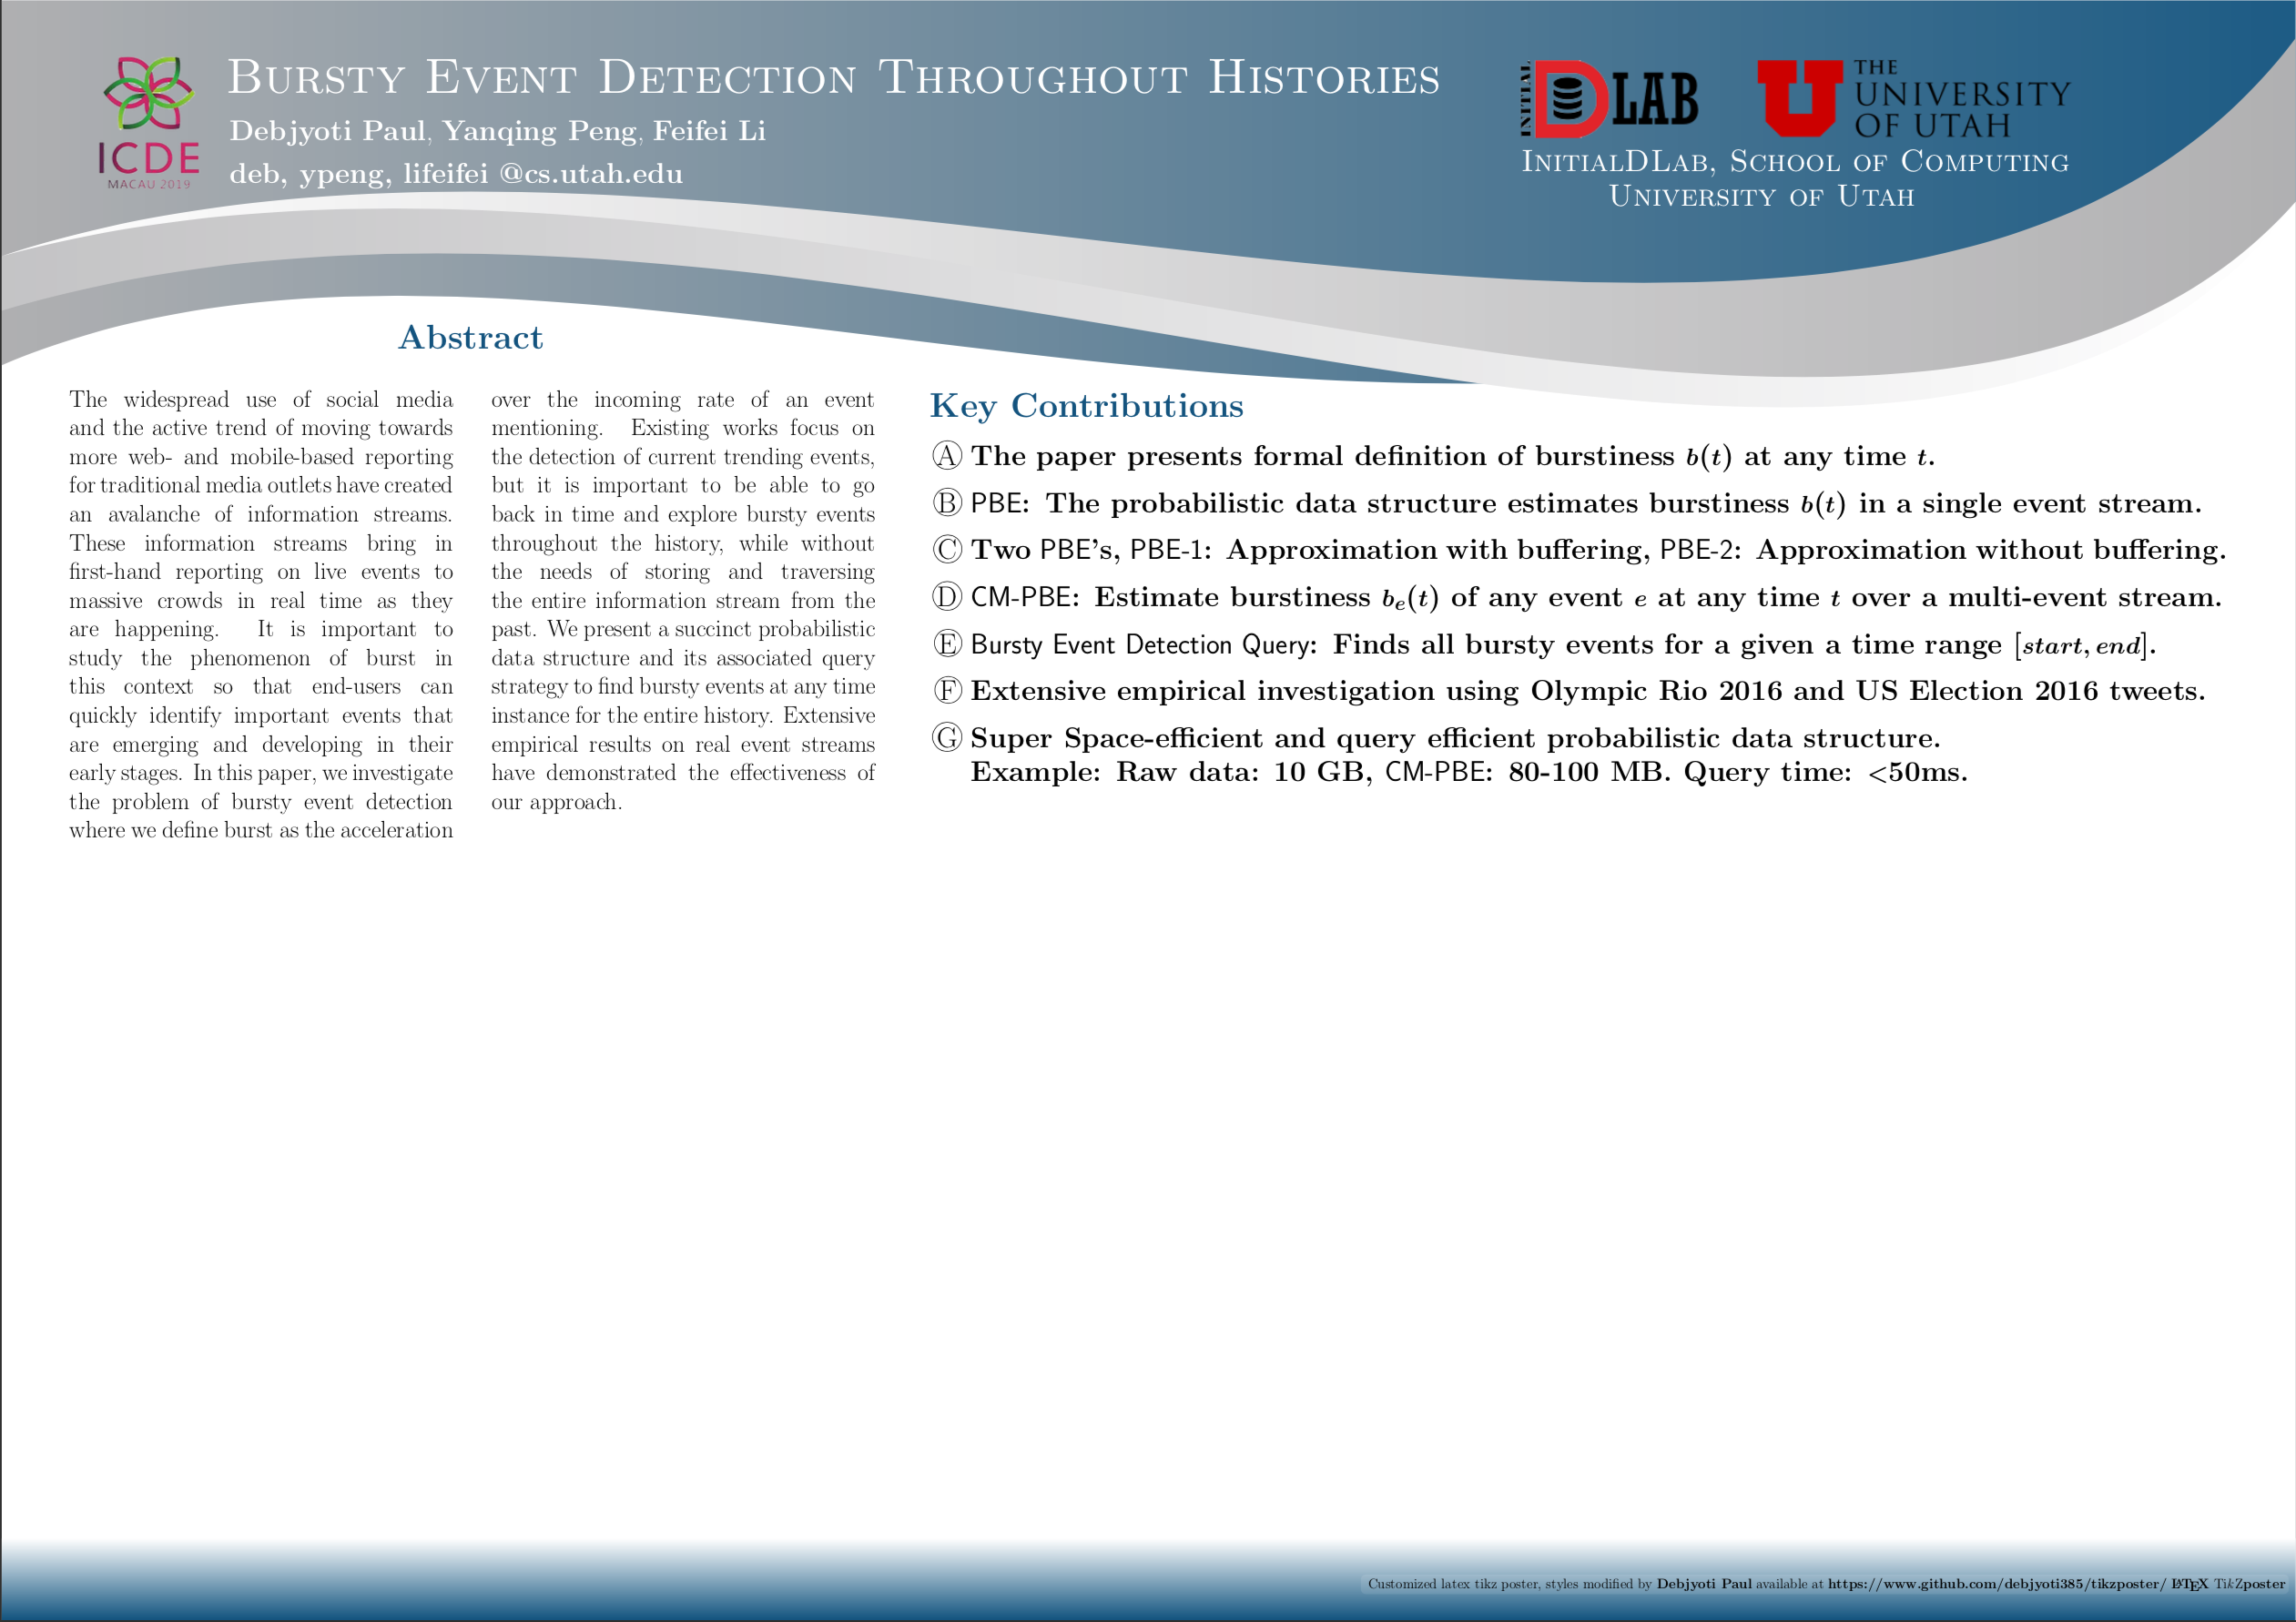 Bursty Event Detection Throughout Histories
Debjyoti Paul, Yanqing Peng, Feifei Li
deb, ypeng, lifeifei @cs.utah.edu
ICDE
MACAU 2019
INITIAL
DLAB
THE
UNIVERSITY
OF UTAH
InitialDLab, School of Computing
University of Utah
Abstract
The widespread use of social media
and the active trend of moving towards
more web- and mobile-based reporting
for traditional media outlets have created
an avalanche of information streams.
These information streams bring in
first-hand reporting on live events to
massive crowds in real time as they
are happening. It is important to
study the phenomenon of burst in
this context so that end-users can
quickly identify important events that
are emerging and developing in their
early stages. In this paper, we investigate
the problem of bursty event detection
where we define burst as the acceleration
over the incoming rate of an event
mentioning. Existing works focus on
the detection of current trending events,
but it is important to be able to go
back in time and explore bursty events
throughout the history, while without
the needs of storing and traversing
the entire information stream from the
past. We present a succinct probabilistic
data structure and its associated query
strategy to find bursty events at any time
instance for the entire history. Extensive
empirical results on real event streams
have demonstrated the effectiveness of
our approach.
Key Contributions
Ⓐ The paper presents formal definition of burstiness b(t) at any time t.
Ⓑ PBE: The probabilistic data structure estimates burstiness b(t) in a single event stream.
Ⓒ Two PBE's, PBE-1: Approximation with buffering, PBE-2: Approximation without buffering.
Ⓓ CM-PBE: Estimate burstiness bₑ(t) of any event e at any time t over a multi-event stream.
Ⓔ Bursty Event Detection Query: Finds all bursty events for a given a time range [start, end].
Ⓕ Extensive empirical investigation using Olympic Rio 2016 and US Election 2016 tweets.
Ⓖ Super Space-efficient and query efficient probabilistic data structure.
Example: Raw data: 10 GB, CM-PBE: 80-100 MB. Query time: <50ms.
Customized latex tikz poster, styles modified by Debjyoti Paul available at https://www.github.com/debjyoti385/tikzposter/ LATEX TikZposter